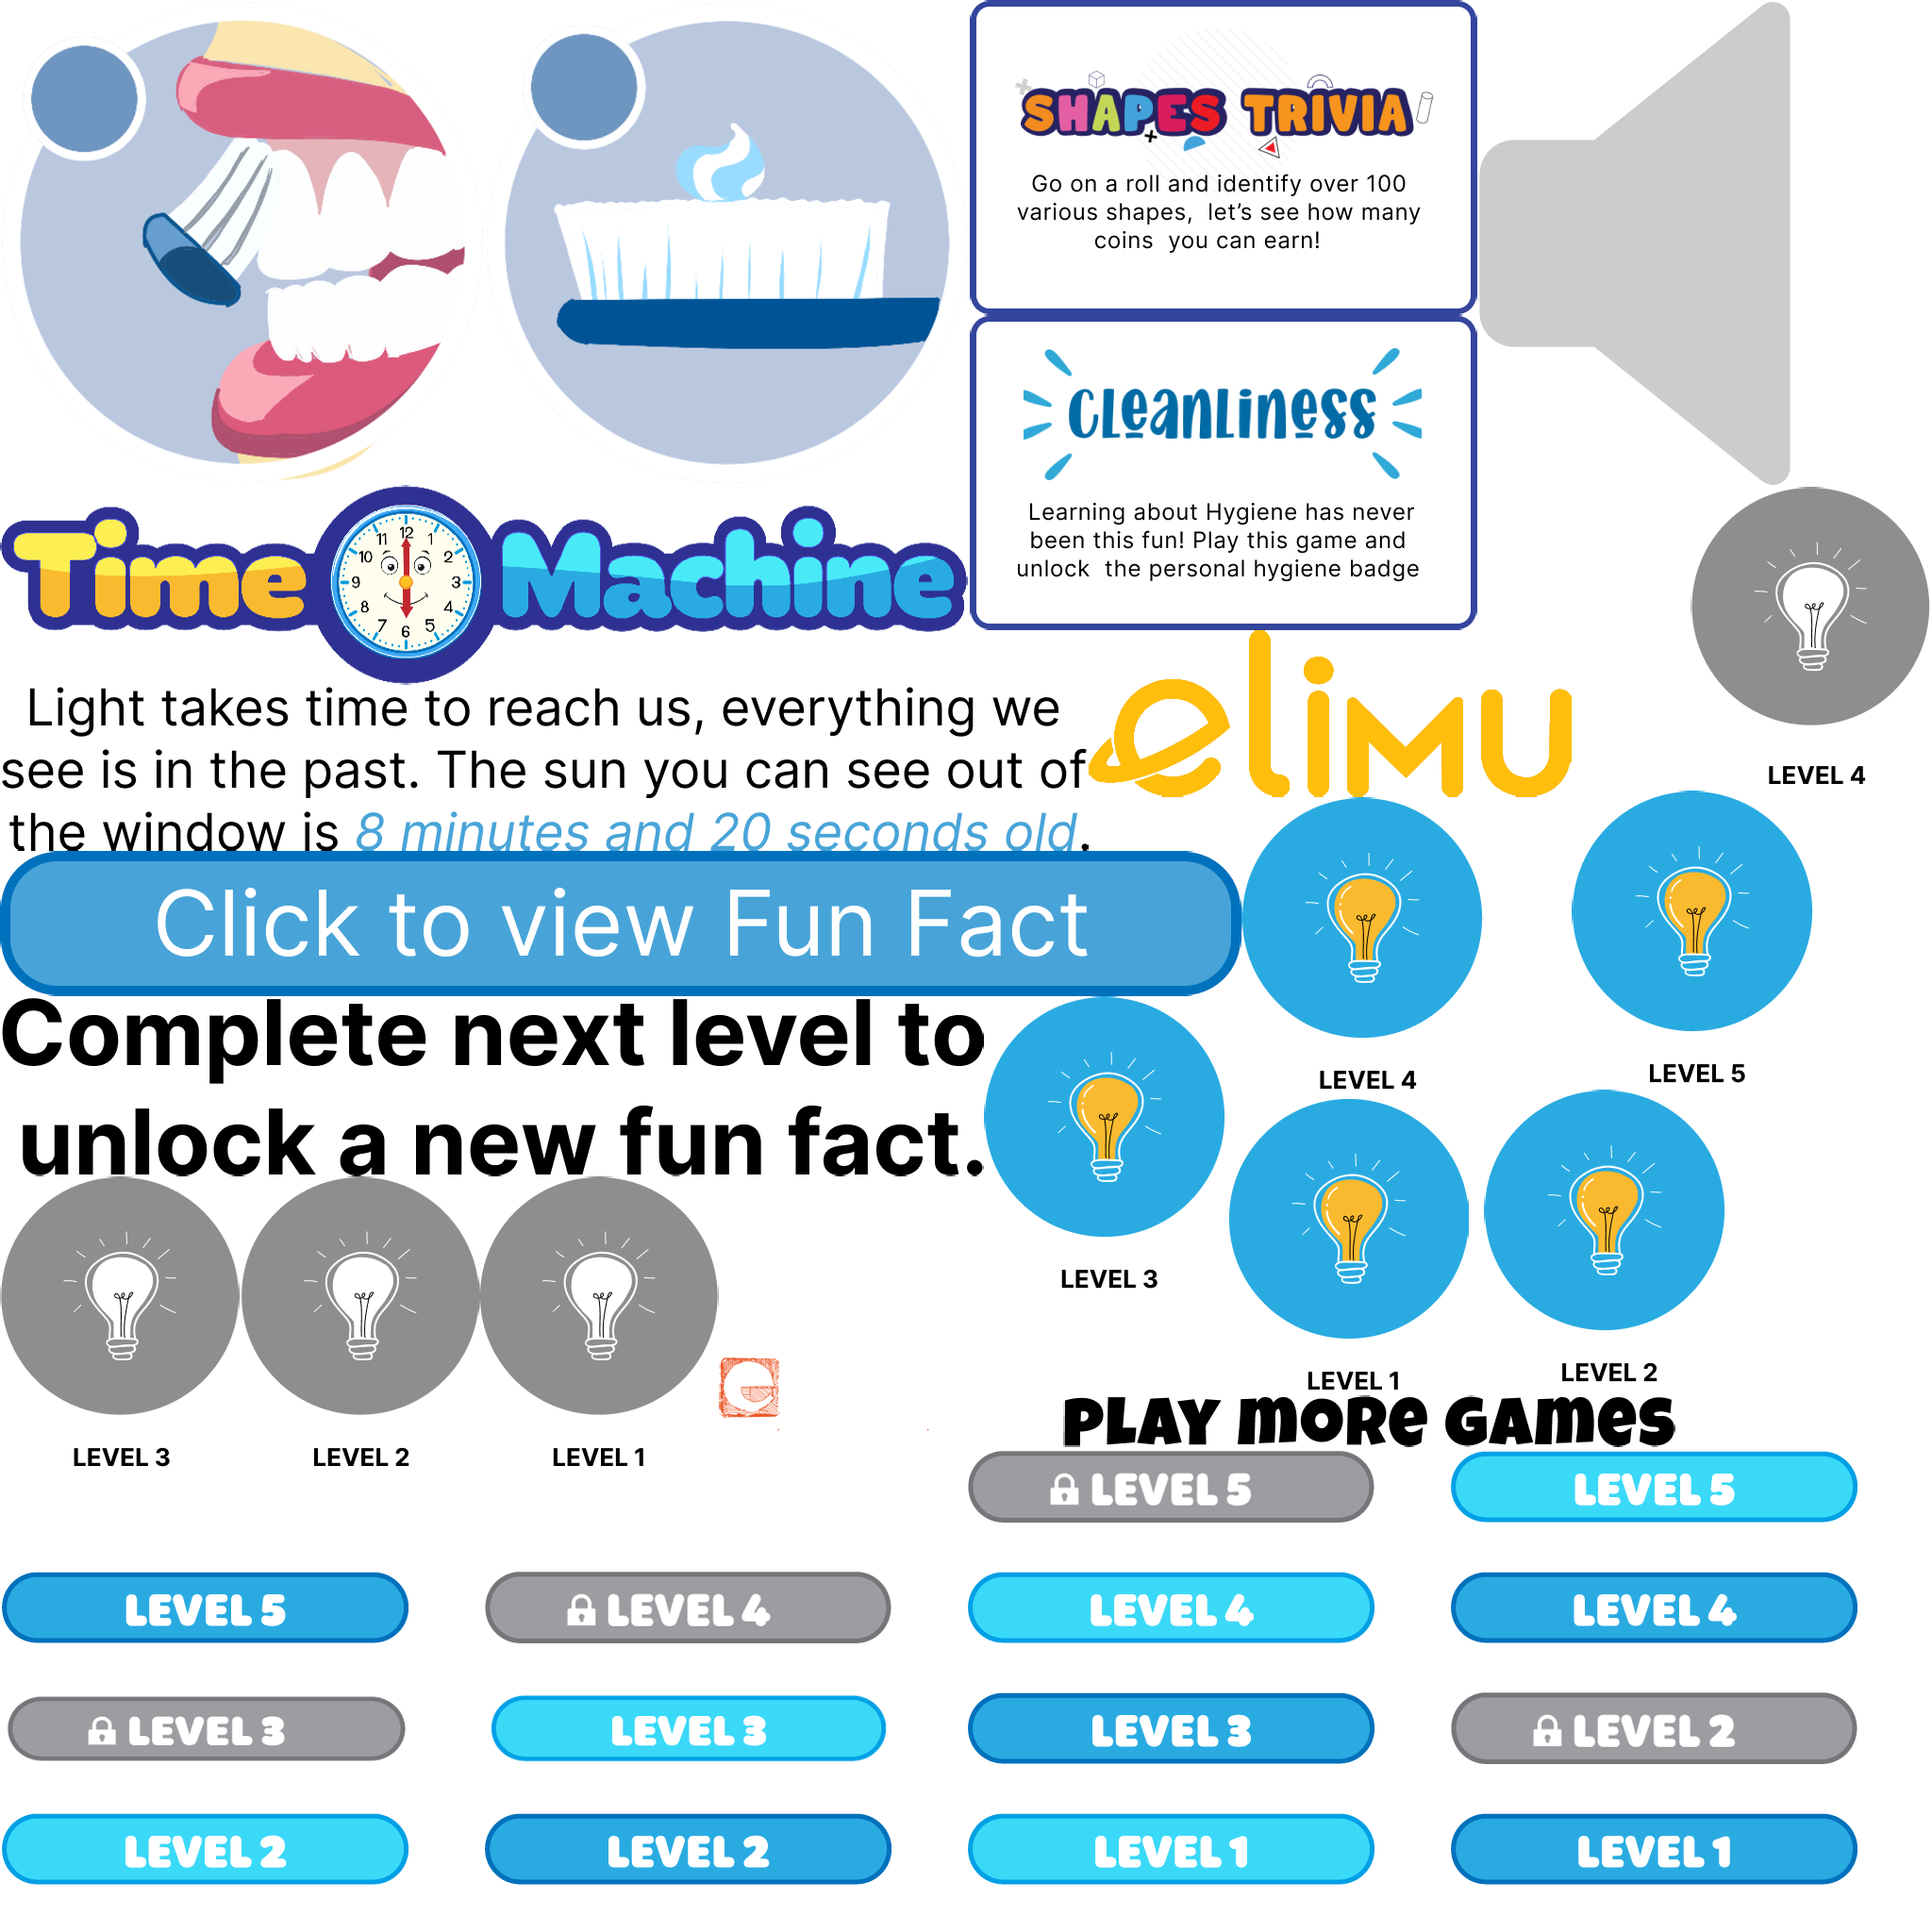 SHAPES TRIVIA
Go on a roll and identify over 100
various shapes, let's see how many
coins you can earn!
cleanliness
Learning about Hygiene has never
been this fun! Play this game and
unlock the personal hygiene badge
Time Machine
12
1
2
3
4
5
6
7
8
9
10
11
elimu
LEVEL 4
Light takes time to reach us, everything we
see is in the past. The sun you can see out of
the window is 8 minutes and 20 seconds old.
Click to view Fun Fact
LEVEL 4
LEVEL 5
Complete next level to
unlock a new fun fact.
LEVEL 3
LEVEL 1
LEVEL 2
e
PLAY MORE GAMES
LEVEL 3
LEVEL 2
LEVEL 1
LEVEL 5
LEVEL 5
LEVEL 5
LEVEL 4
LEVEL 4
LEVEL 4
LEVEL 3
LEVEL 3
LEVEL 3
LEVEL 2
LEVEL 2
LEVEL 2
LEVEL 1
LEVEL 1